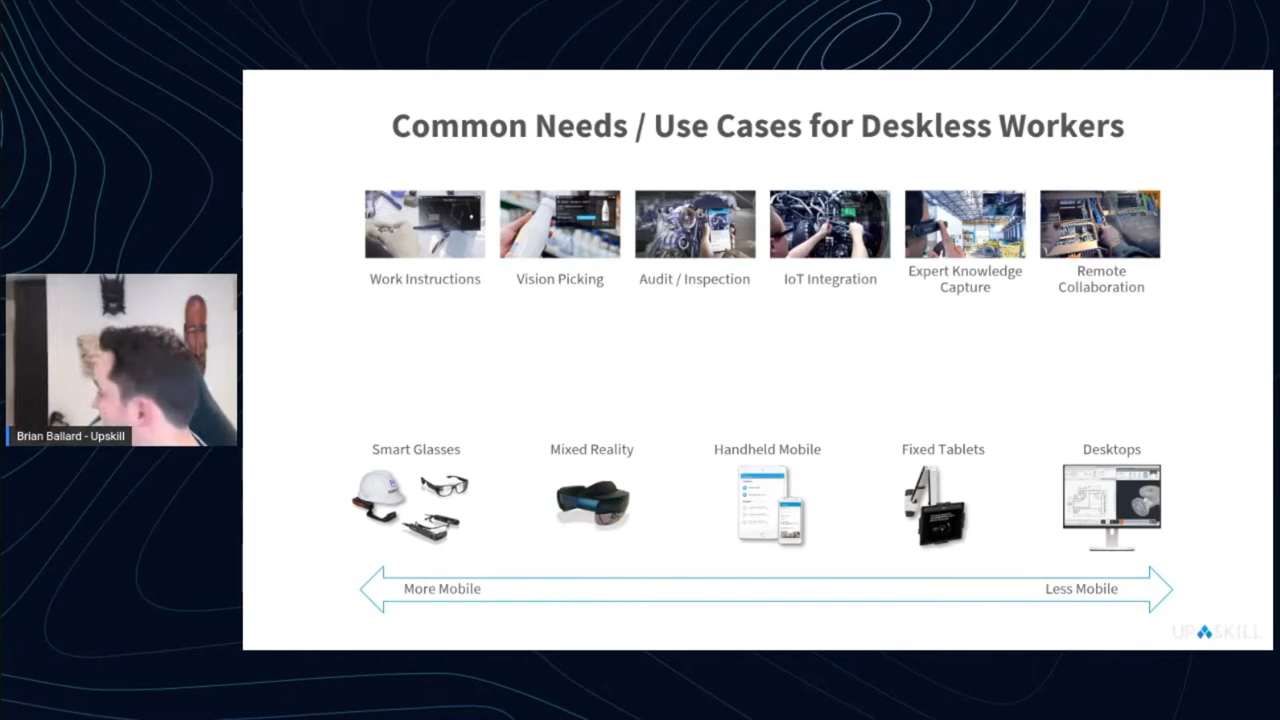 Common Needs / Use Cases for Deskless Workers
Work Instructions
Vision Picking
Audit / Inspection
IoT Integration
Expert Knowledge
Capture
Remote
Collaboration
Brian Ballard - Upskill
Smart Glasses
Mixed Reality
Handheld Mobile
Fixed Tablets
Desktops
More Mobile
Less Mobile
UPSKILL